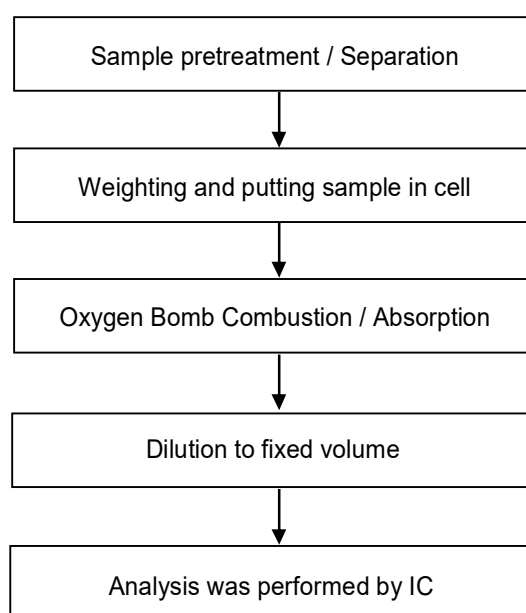 Sample pretreatment / Separation
Weighting and putting sample in cell
Oxygen Bomb Combustion / Absorption
Dilution to fixed volume
Analysis was performed by IC